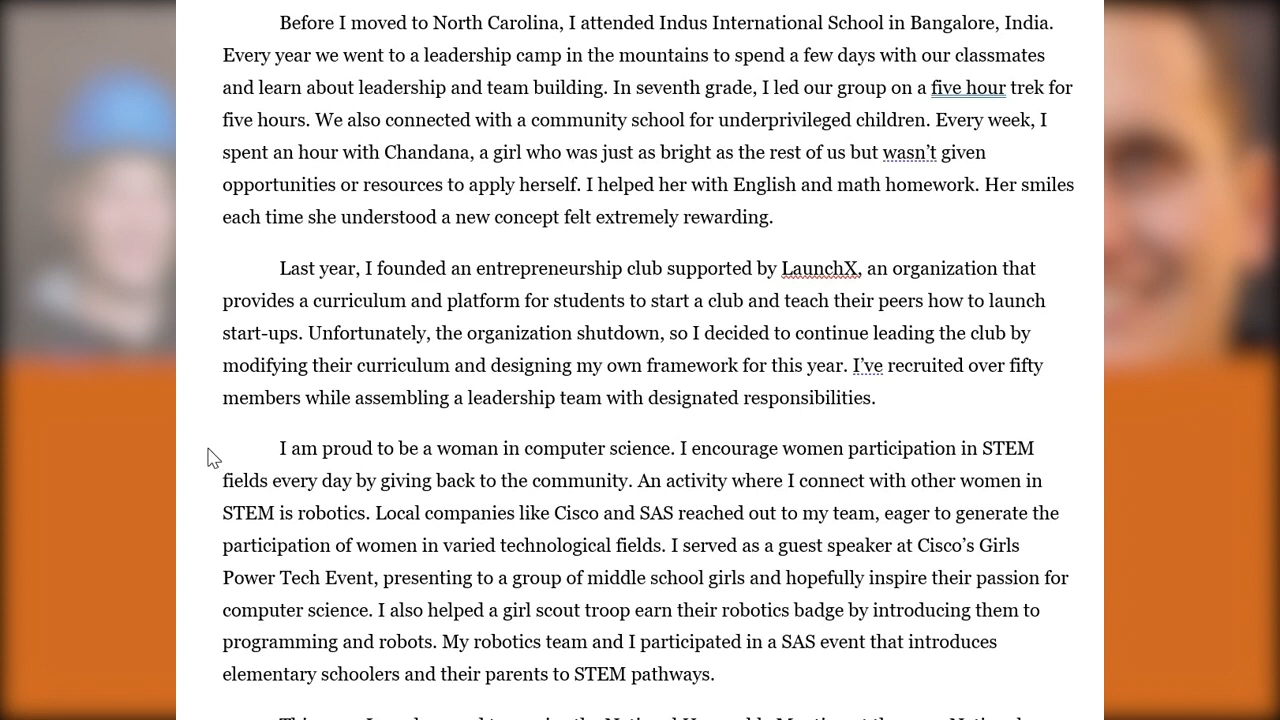 Before I moved to North Carolina, I attended Indus International School in Bangalore, India.
Every year we went to a leadership camp in the mountains to spend a few days with our classmates
and learn about leadership and team building. In seventh grade, I led our group on a five hour trek for
five hours. We also connected with a community school for underprivileged children. Every week, I
spent an hour with Chandana, a girl who was just as bright as the rest of us but wasn’t given
opportunities or resources to apply herself. I helped her with English and math homework. Her smiles
each time she understood a new concept felt extremely rewarding.
Last year, I founded an entrepreneurship club supported by LaunchX, an organization that
provides a curriculum and platform for students to start a club and teach their peers how to launch
start-ups. Unfortunately, the organization shutdown, so I decided to continue leading the club by
modifying their curriculum and designing my own framework for this year. I’ve recruited over fifty
members while assembling a leadership team with designated responsibilities.
I am proud to be a woman in computer science. I encourage women participation in STEM
fields every day by giving back to the community. An activity where I connect with other women in
STEM is robotics. Local companies like Cisco and SAS reached out to my team, eager to generate the
participation of women in varied technological fields. I served as a guest speaker at Cisco’s Girls
Power Tech Event, presenting to a group of middle school girls and hopefully inspire their passion for
computer science. I also helped a girl scout troop earn their robotics badge by introducing them to
programming and robots. My robotics team and I participated in a SAS event that introduces
elementary schoolers and their parents to STEM pathways.